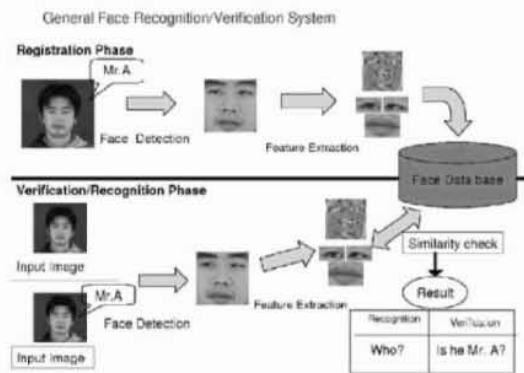 General Face Recognition/Verification System
Registration Phase
Mr.A
Face Detection
Feature Extraction
Face Data base
Verification/Recognition Phase
Input Image
Mr.A
Input Image
Face Detection
Feature Extraction
Similarity check
Result
Recognition Verification
Who? Is he Mr. A?